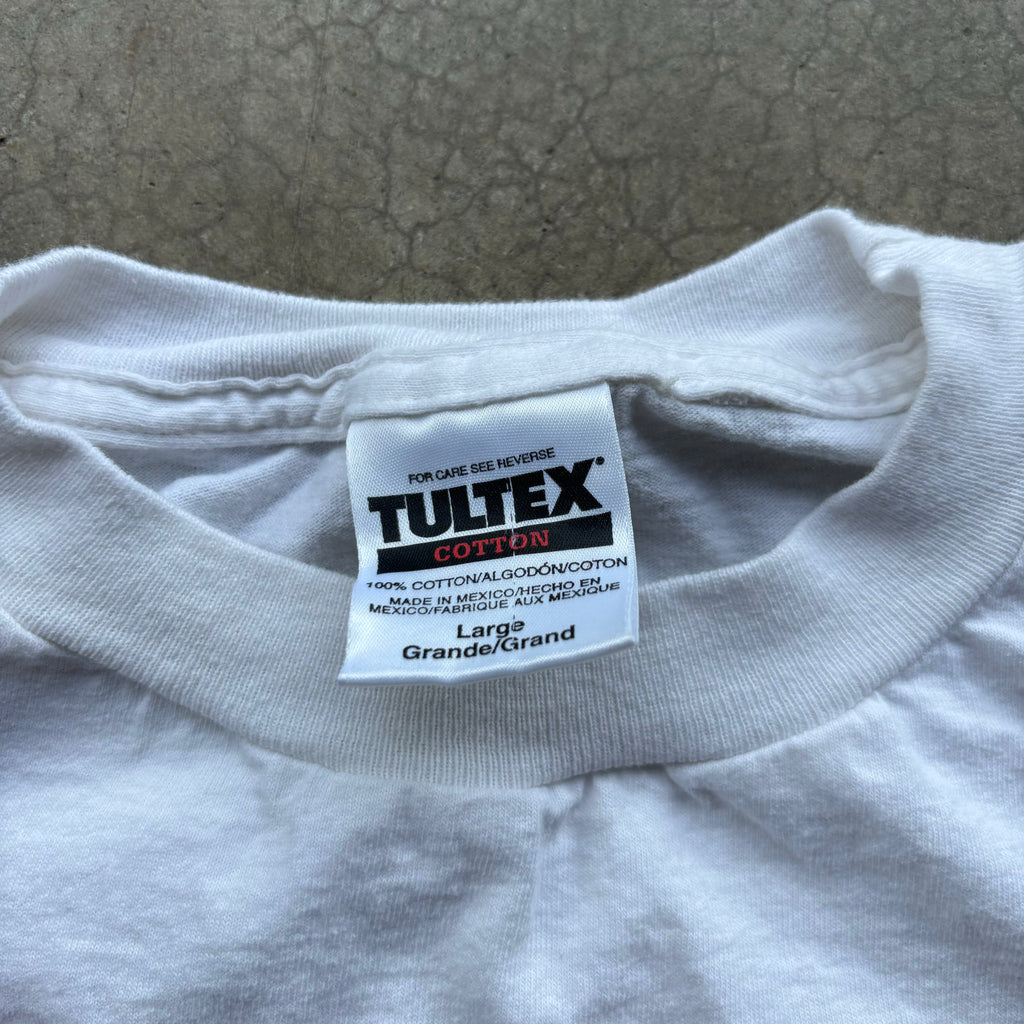 FOR CARE SEE REVERSE
TULTEX®
COTTON
100% COTTON/ALGODÓN/COTON
MADE IN MEXICO/HECHO EN
MEXICO/FABRIQUE AUX MEXIQUE
Large
Grande/Grand